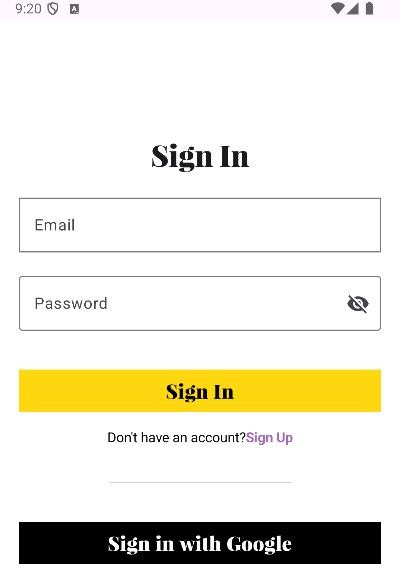 9:20
Sign In
Email
Password
Sign In
Don't have an account?Sign Up
Sign in with Google